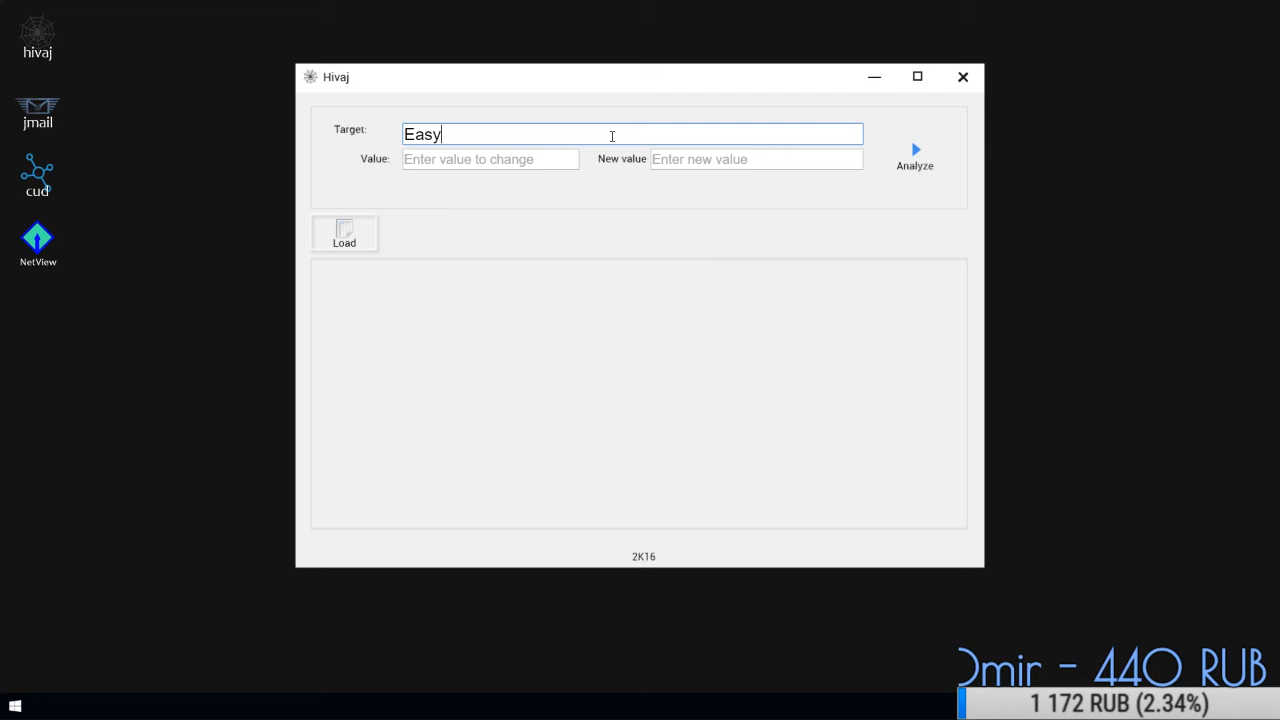 hivaj
jmail
cud
NetView
Hivaj
Target:
Easy
Value:
Enter value to change
New value
Enter new value
Analyze
Load
2K16
mir - 440 RUB
1 172 RUB (2.34%)